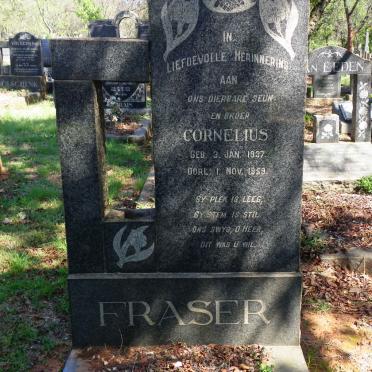 IN
LIEFDEVOLLE HERINNERING
AAN
ONS DIERBARE SEUN
EN BROER
CORNELIUS
GEB. 3. JAN. 1937.
OORL. 1. NOV. 1959.
SY PLEK IS LEEG,
SY STEM IS STIL,
ONS SWYG, O HEER,
DIT WAS U WIL.
FRASER